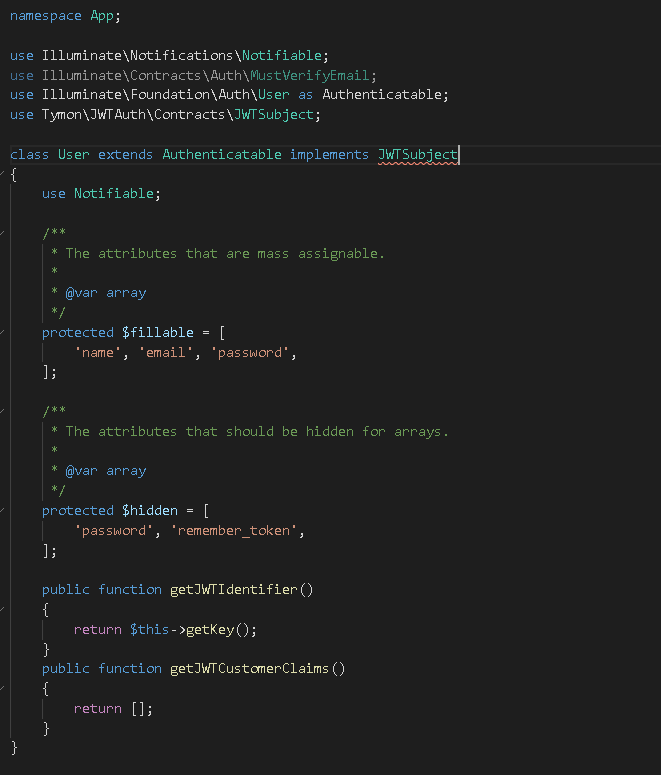 namespace App;
use Illuminate\Notifications\Notifiable;
use Illuminate\Contracts\Auth\MustVerifyEmail;
use Illuminate\Foundation\Auth\User as Authenticatable;
use Tymon\JWTAuth\Contracts\JWTSubject;
class User extends Authenticatable implements JWTSubject
{
use Notifiable;
/**
* The attributes that are mass assignable.
*
* @var array
*/
protected $fillable = [
'name', 'email', 'password',
];
/**
* The attributes that should be hidden for arrays.
*
* @var array
*/
protected $hidden = [
'password', 'remember_token',
];
public function getJWTIdentifier()
{
return $this->getKey();
}
public function getJWTCustomerClaims()
{
return [];
}
}